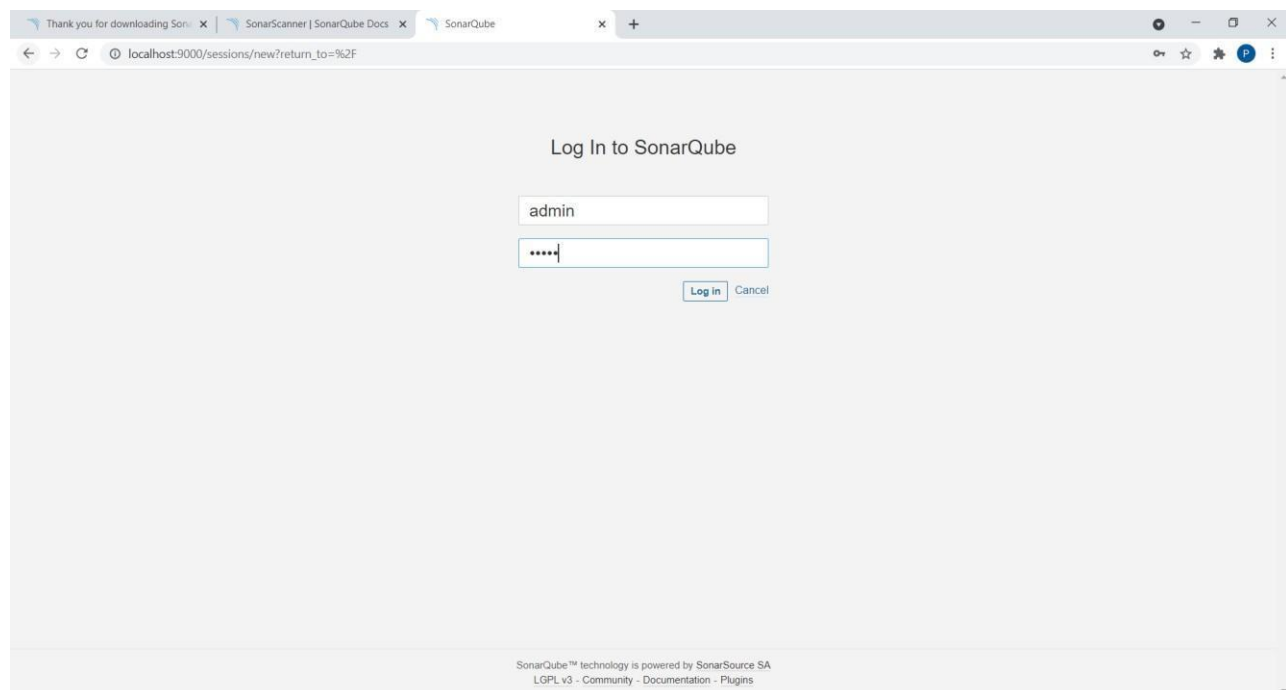 Thank you for downloading Sona
SonarScanner | SonarQube Docs
SonarQube
localhost:9000/sessions/new?return_to=%2F
P
Log In to SonarQube
admin
•••••
Log in Cancel
SonarQube™ technology is powered by SonarSource SA
LGPL v3 - Community - Documentation - Plugins